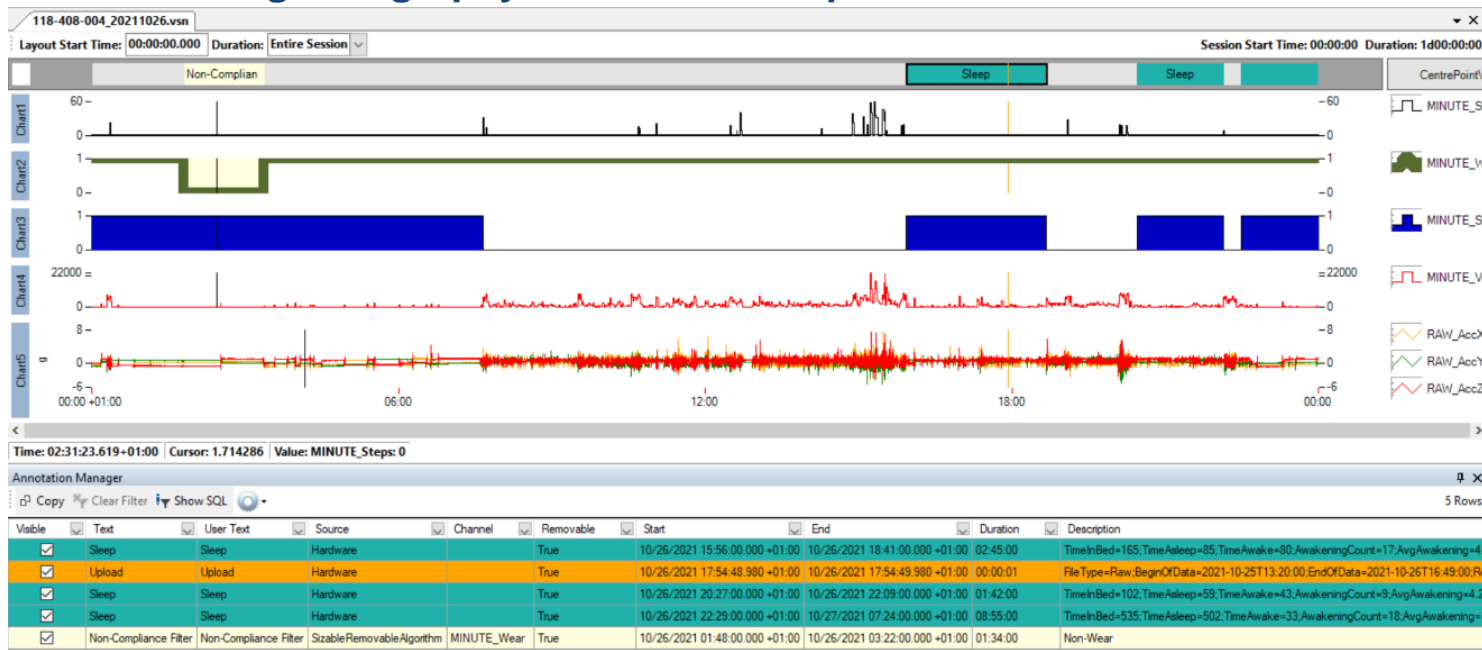 118-408-004_20211026.vsn
Layout Start Time: 00:00:00.000 Duration: Entire Session Session Start Time: 00:00:00 Duration: 1d00:00:00
Non-Complian Sleep Sleep CentrePoint\
Chart1 60 0 60 0 MINUTE_S
Chart2 1 0 1 0 MINUTE_W
Chart3 1 0 1 0 MINUTE_S
Chart4 22000 0 22000 0 MINUTE_V
Chart5 g 8 0 -6 8 0 -6 RAW_AccX
RAW_AccY
RAW_AccZ
00:00 +01:00 06:00 12:00 18:00 00:00
Time: 02:31:23.619+01:00 Cursor: 1.714286 Value: MINUTE_Steps: 0
Annotation Manager
Copy Clear Filter Show SQL 5 Rows
Visible Text User Text Source Channel Removable Start End Duration Description
Sleep Sleep Hardware True 10/26/2021 15:56:00.000 +01:00 10/26/2021 18:41:00.000 +01:00 02:45:00 TimeInBed=165;TimeAsleep=85;TimeAwake=80;AwakeningCount=17;AvgAwakening=4.
Upload Upload Hardware True 10/26/2021 17:54:48.980 +01:00 10/26/2021 17:54:49.980 +01:00 00:00:01 FileType=Raw;BeginOfData=2021-10-25T13:20:00;EndOfData=2021-10-26T16:49:00;R
Sleep Sleep Hardware True 10/26/2021 20:27:00.000 +01:00 10/26/2021 22:09:00.000 +01:00 01:42:00 TimeInBed=102;TimeAsleep=59;TimeAwake=43;AwakeningCount=9;AvgAwakening=4.2
Sleep Sleep Hardware True 10/26/2021 22:29:00.000 +01:00 10/27/2021 07:24:00.000 +01:00 08:55:00 TimeInBed=535;TimeAsleep=502;TimeAwake=33;AwakeningCount=18;AvgAwakening=
Non-Compliance Filter Non-Compliance Filter SizableRemovableAlgorithm MINUTE_Wear True 10/26/2021 01:48:00.000 +01:00 10/26/2021 03:22:00.000 +01:00 01:34:00 Non-Wear